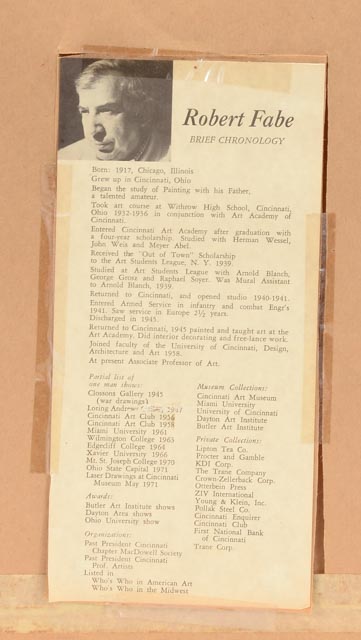 Robert Fabe
BRIEF CHRONOLOGY
Born: 1917, Chicago, Illinois
Grew up in Cincinnati, Ohio
Began the study of Painting with his Father,
a talented amateur.
Took art course at Withrow High School, Cincinnati,
Ohio 1932-1936 in conjunction with Art Academy of
Cincinnati.
Entered Cincinnati Art Academy after graduation with
a four-year scholarship. Studied with Herman Wessel,
John Weis and Meyer Abel.
Received the "Out of Town" Scholarship
to the Art Students League, N. Y. 1939.
Studied at Art Students League with Arnold Blanch,
George Grosz and Raphael Soyer. Was Mural Assistant
to Arnold Blanch, 1939.
Returned to Cincinnati, and opened studio 1940-1941.
Entered Armed Service in infantry and combat Engr's
1941. Saw service in Europe 2½ years.
Discharged in 1945.
Returned to Cincinnati, 1945 painted and taught art at the
Art Academy. Did interior decorating and free-lance work.
Joined faculty of the University of Cincinnati, Design,
Architecture and Art 1958.
At present Associate Professor of Art.
Partial list of
one man shows:
Clossons Gallery 1945
(war drawings)
Loring Andrews 1947
Cincinnati Art Club 1956
Cincinnati Art Club 1958
Miami University 1961
Wilmington College 1963
Edgecliff College 1964
Xavier University 1966
Mt. St. Joseph College 1970
Ohio State Capital 1971
Laser Drawings at Cincinnati
Museum May 1971
Awards:
Butler Art Institute shows
Dayton Area shows
Ohio University show
Organizations:
Past President Cincinnati
Chapter MacDowell Society
Past President Cincinnati
Prof. Artists
Listed in
Who's Who in American Art
Who's Who in the Midwest
Museum Collections:
Cincinnati Art Museum
Miami University
University of Cincinnati
Dayton Art Institute
Butler Art Institute
Private Collections:
Lipton Tea Co.
Procter and Gamble
KDI Corp.
The Trane Company
Crown-Zellerback Corp.
Otterbein Press
ZIV International
Young & Klein, Inc.
Pollak Steel Co.
Cincinnati Enquirer
Cincinnati Club
First National Bank
of Cincinnati
Trane Corp.